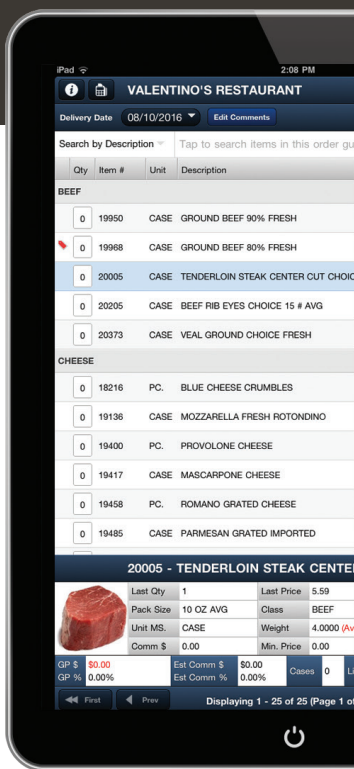 iPad 2:08 PM
VALENTINO'S RESTAURANT
Delivery Date 08/10/2016 Edit Comments
Search by Description Tap to search items in this order gu
Qty Item # Unit Description
BEEF
0 19950 CASE GROUND BEEF 90% FRESH
0 19968 CASE GROUND BEEF 80% FRESH
0 20005 CASE TENDERLOIN STEAK CENTER CUT CHOIC
0 20205 CASE BEEF RIB EYES CHOICE 15 # AVG
0 20373 CASE VEAL GROUND CHOICE FRESH
CHEESE
0 18216 PC. BLUE CHEESE CRUMBLES
0 19136 CASE MOZZARELLA FRESH ROTONDINO
0 19400 PC. PROVOLONE CHEESE
0 19417 CASE MASCARPONE CHEESE
0 19458 PC. ROMANO GRATED CHEESE
0 19485 CASE PARMESAN GRATED IMPORTED
20005 - TENDERLOIN STEAK CENTER
Last Qty 1 Last Price 5.59
Pack Size 10 OZ AVG Class BEEF
Unit MS. CASE Weight 4.0000 (Av
Comm $ 0.00 Min. Price 0.00
GP $ $0.00 Est Comm $ $0.00
GP % 0.00% Est Comm % 0.00%
Cases 0 Li
First Prev Displaying 1 - 25 of 25 (Page 1 of